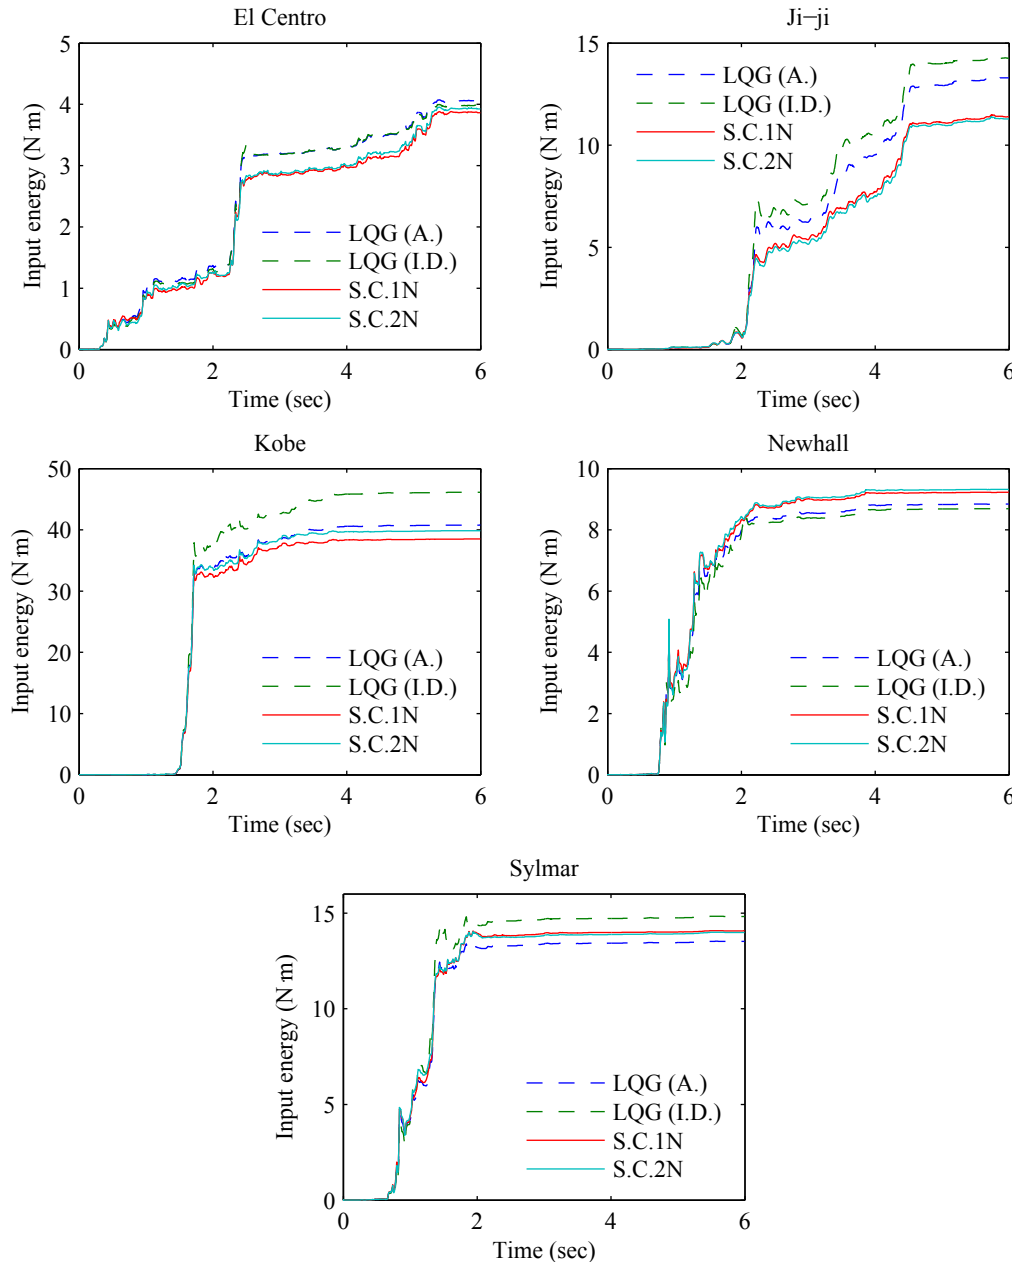 El Centro
Input energy (N·m)
5
4
3
2
1
0
LQG (A.)
LQG (I.D.)
S.C.1N
S.C.2N
0 2 4 6
Time (sec)
Ji−ji
Input energy (N·m)
15
10
5
0
LQG (A.)
LQG (I.D.)
S.C.1N
S.C.2N
0 2 4 6
Time (sec)
Kobe
Input energy (N·m)
50
40
30
20
10
0
LQG (A.)
LQG (I.D.)
S.C.1N
S.C.2N
0 2 4 6
Time (sec)
Newhall
Input energy (N·m)
10
8
6
4
2
0
LQG (A.)
LQG (I.D.)
S.C.1N
S.C.2N
0 2 4 6
Time (sec)
Sylmar
Input energy (N·m)
15
10
5
0
LQG (A.)
LQG (I.D.)
S.C.1N
S.C.2N
0 2 4 6
Time (sec)